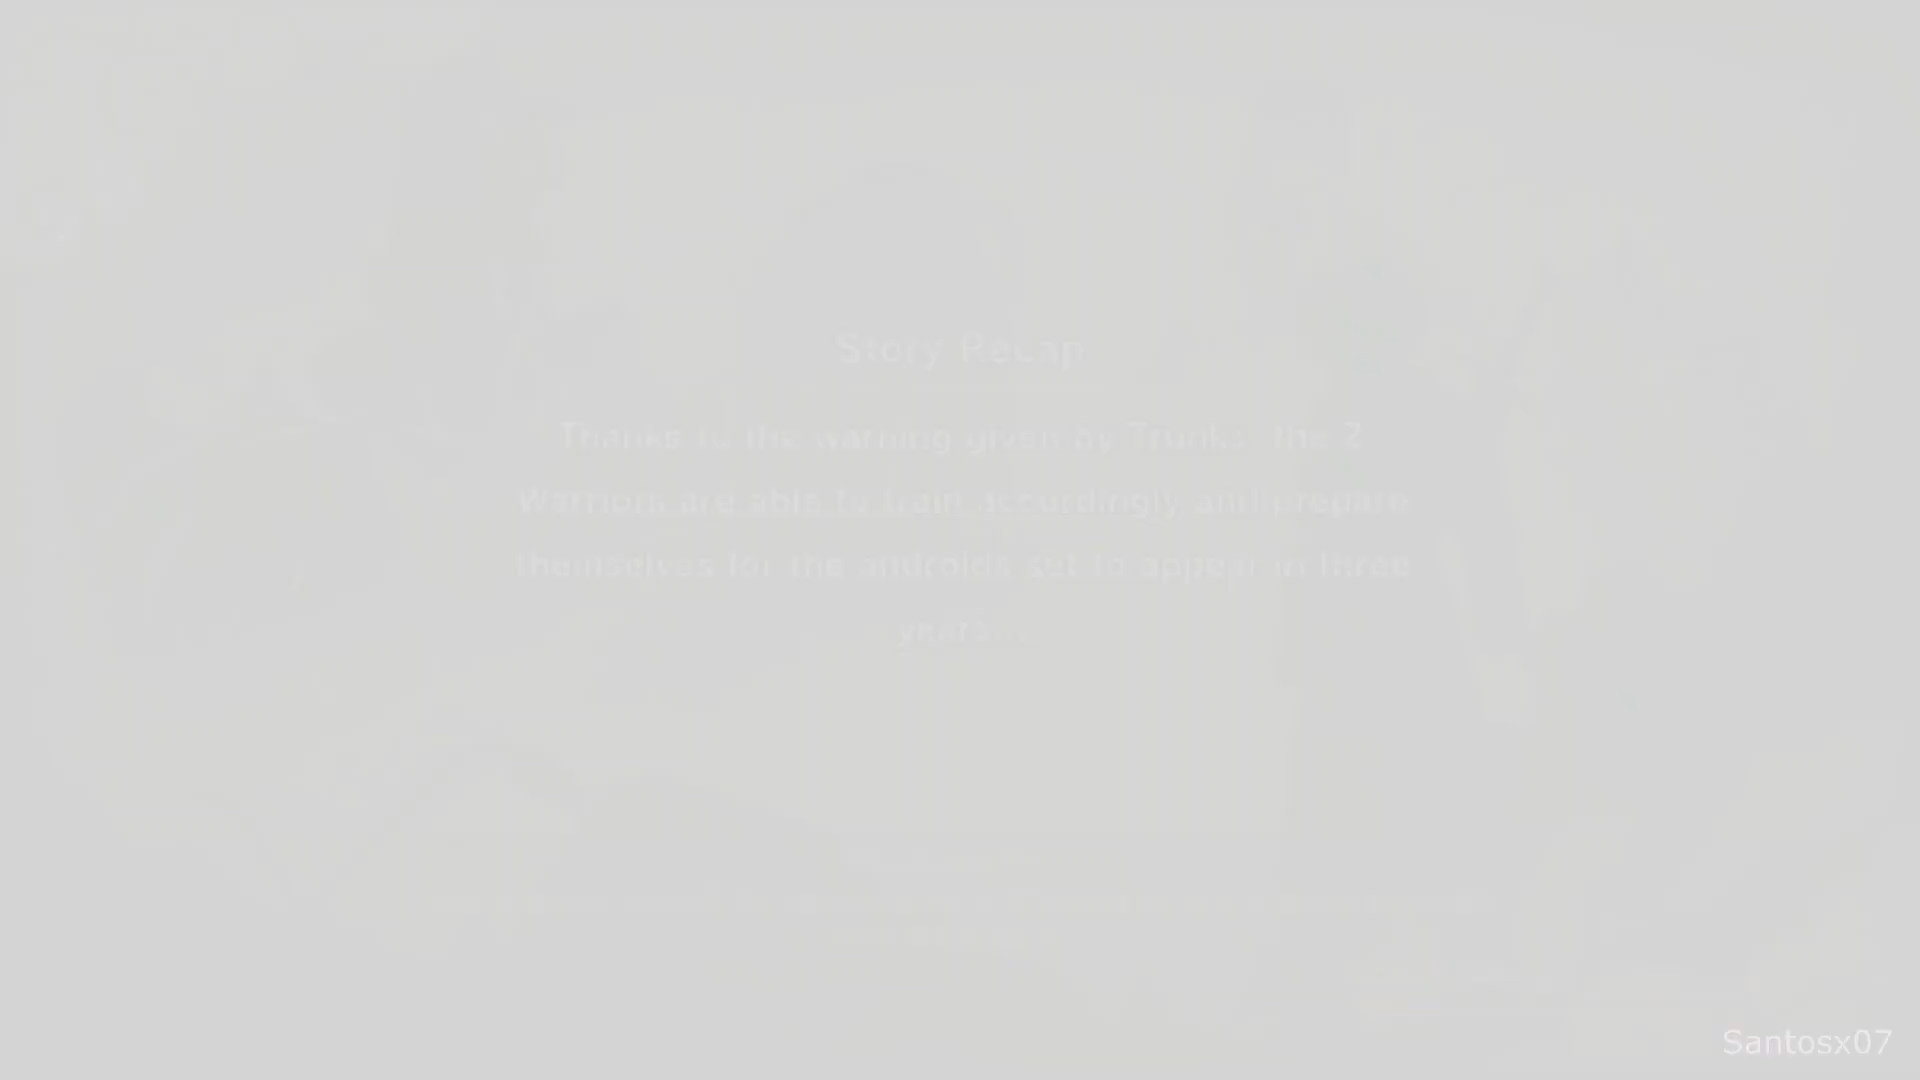 Story Recap
Thanks to the warning given by Trunks, the Z
Warriors are able to train accordingly and prepare
themselves for the androids set to appear in three
years...
Santosx07